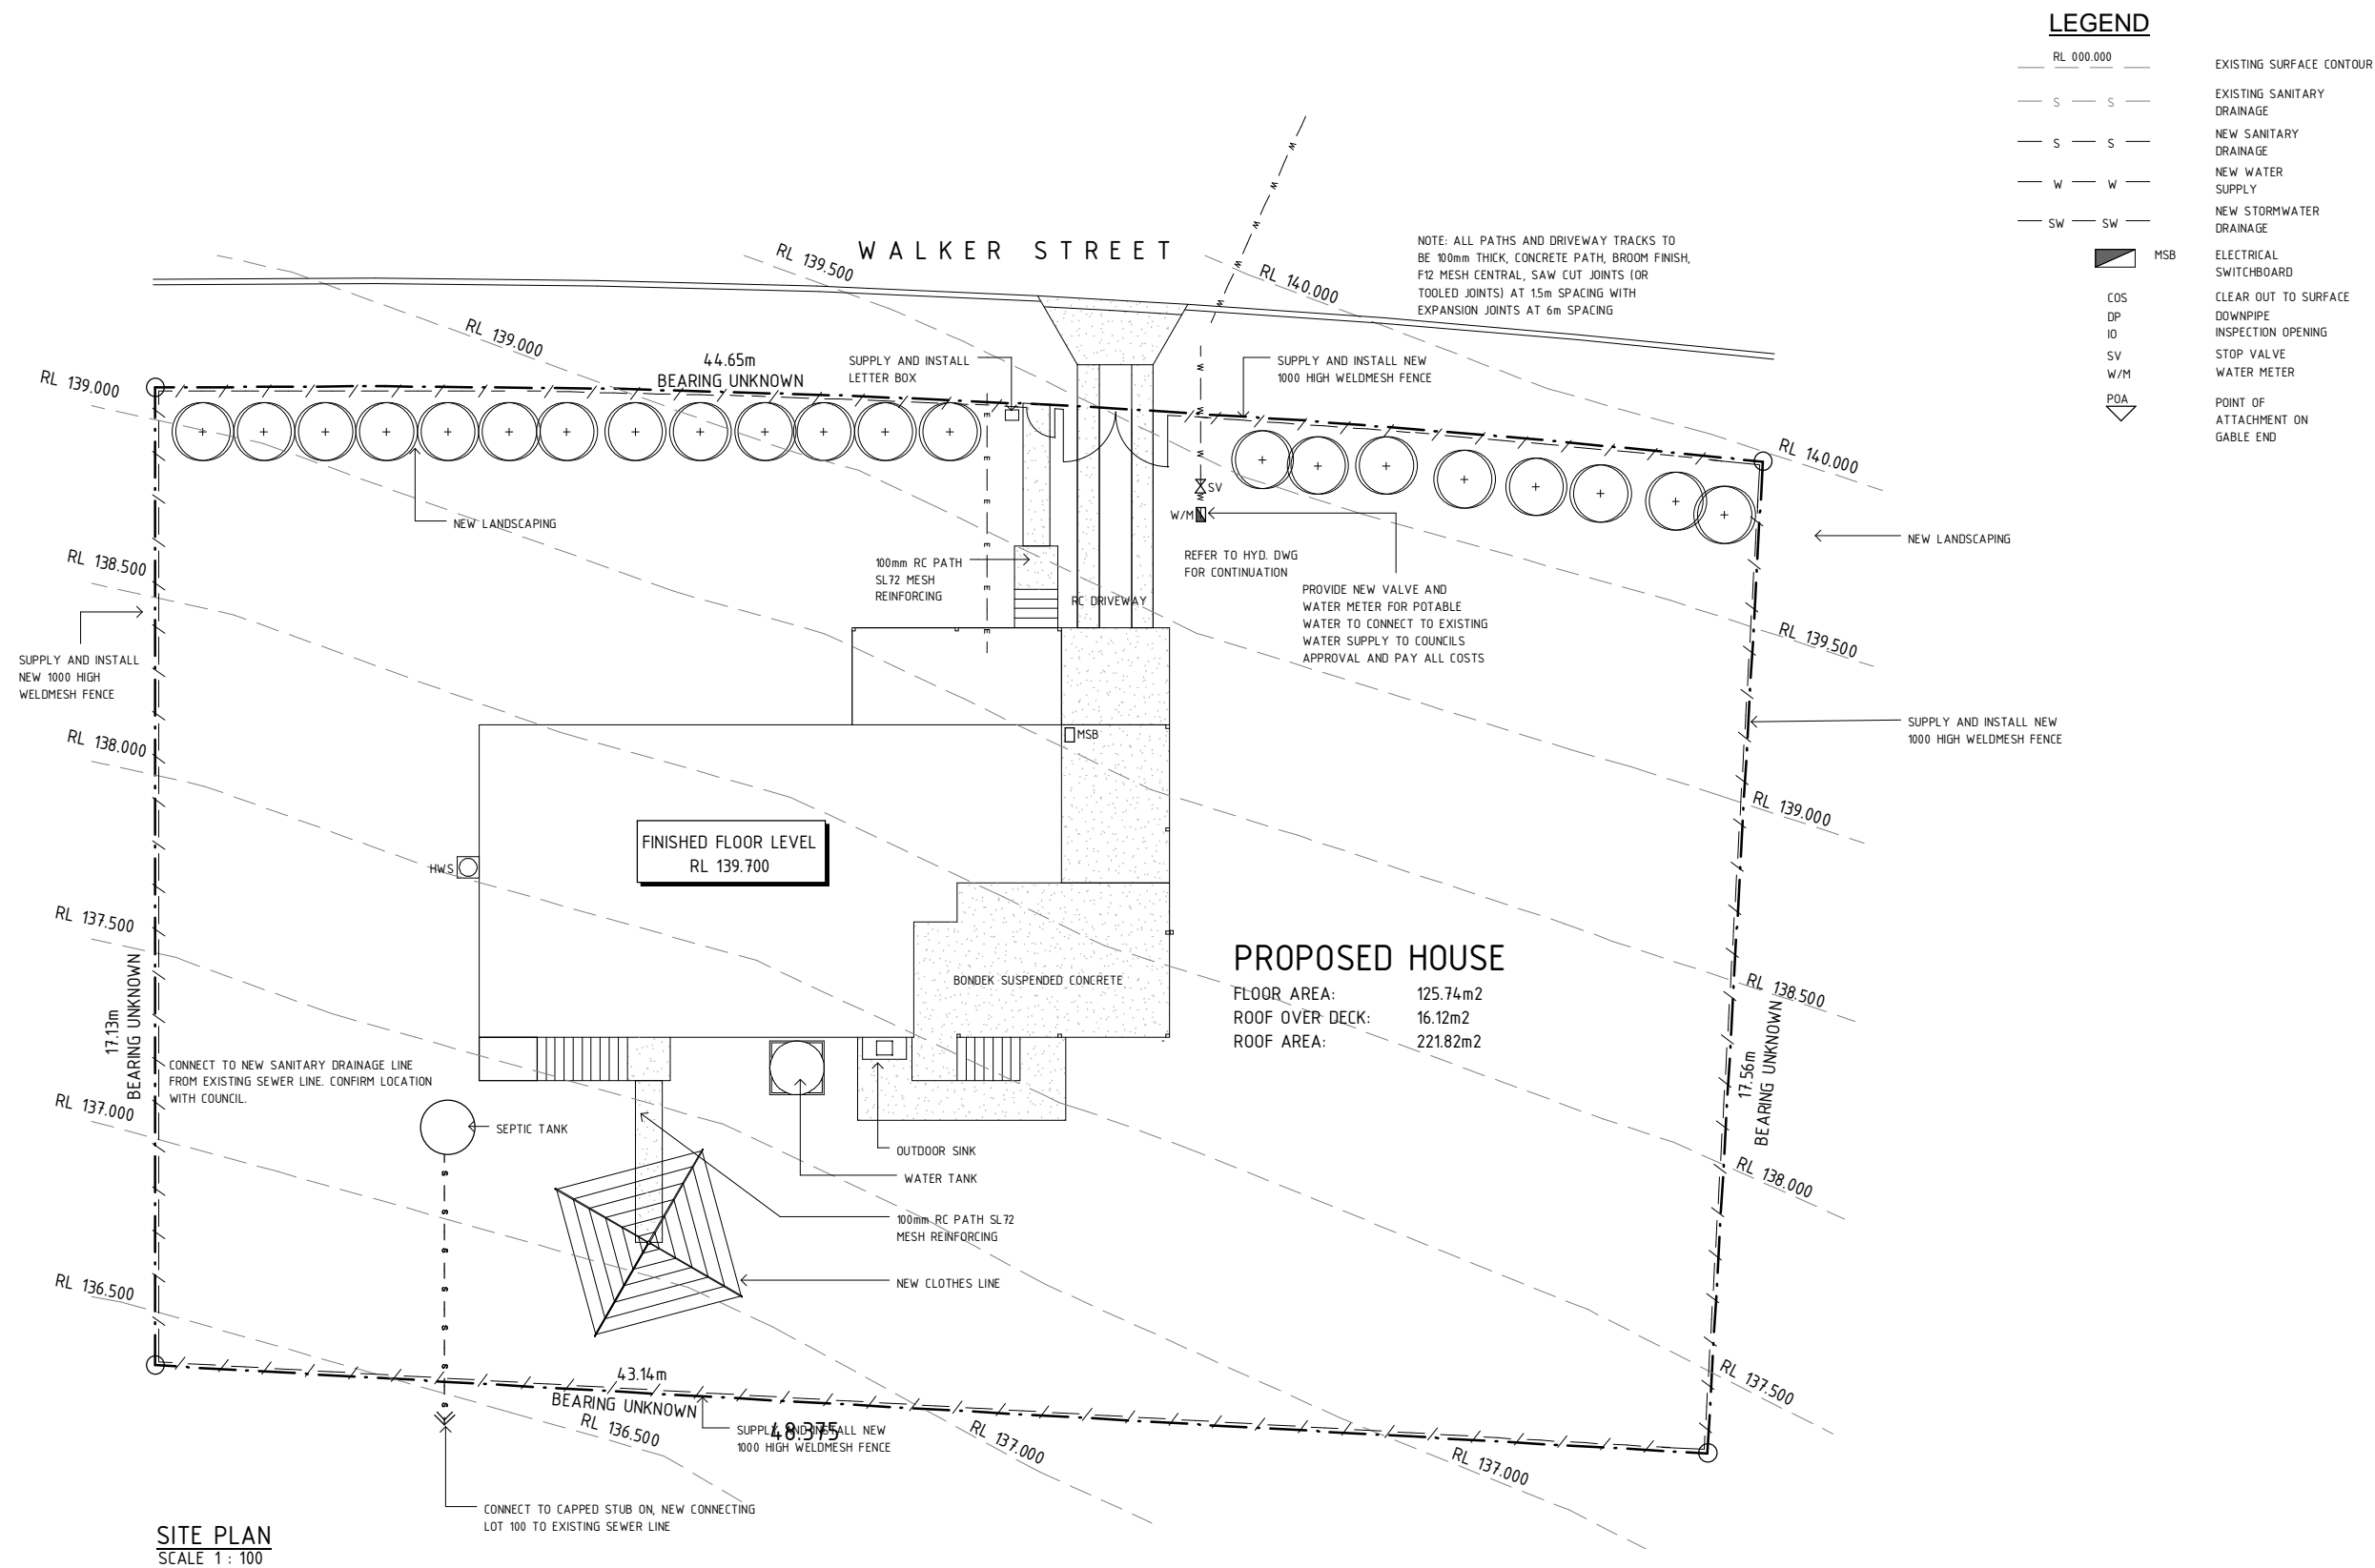 LEGEND
RL 000.000
EXISTING SURFACE CONTOUR
S S
EXISTING SANITARY
DRAINAGE
S S
NEW SANITARY
DRAINAGE
W W
NEW WATER
SUPPLY
SW SW
NEW STORMWATER
DRAINAGE
MSB
ELECTRICAL
SWITCHBOARD
COS
CLEAR OUT TO SURFACE
DP
DOWNPIPE
IO
INSPECTION OPENING
SV
STOP VALVE
W/M
WATER METER
POA
POINT OF
ATTACHMENT ON
GABLE END
WALKER STREET
NOTE: ALL PATHS AND DRIVEWAY TRACKS TO
BE 100mm THICK, CONCRETE PATH, BROOM FINISH,
F12 MESH CENTRAL, SAW CUT JOINTS (OR
TOOLED JOINTS) AT 1.5m SPACING WITH
EXPANSION JOINTS AT 6m SPACING
RL 139.500
RL 140.000
RL 139.000
44.65m
BEARING UNKNOWN
SUPPLY AND INSTALL
LETTER BOX
SUPPLY AND INSTALL NEW
1000 HIGH WELDMESH FENCE
RL 139.000
RL 140.000
SV
W/M
NEW LANDSCAPING
NEW LANDSCAPING
100mm RC PATH
SL72 MESH
REINFORCING
REFER TO HYD. DWG
FOR CONTINUATION
RC DRIVEWAY
PROVIDE NEW VALVE AND
WATER METER FOR POTABLE
WATER TO CONNECT TO EXISTING
WATER SUPPLY TO COUNCILS
APPROVAL AND PAY ALL COSTS
RL 138.500
RL 139.500
SUPPLY AND INSTALL
NEW 1000 HIGH
WELDMESH FENCE
SUPPLY AND INSTALL NEW
1000 HIGH WELDMESH FENCE
RL 138.000
MSB
RL 139.000
FINISHED FLOOR LEVEL
RL 139.700
HWS
RL 137.500
BONDEK SUSPENDED CONCRETE
PROPOSED HOUSE
FLOOR AREA: 125.74m2
ROOF OVER DECK: 16.12m2
ROOF AREA: 221.82m2
RL 138.500
17.13m
BEARING UNKNOWN
17.56m
BEARING UNKNOWN
CONNECT TO NEW SANITARY DRAINAGE LINE
FROM EXISTING SEWER LINE. CONFIRM LOCATION
WITH COUNCIL.
RL 137.000
SEPTIC TANK
OUTDOOR SINK
WATER TANK
RL 138.000
100mm RC PATH SL72
MESH REINFORCING
NEW CLOTHES LINE
RL 136.500
43.14m
BEARING UNKNOWN
RL 137.500
48.375
SUPPLY AND INSTALL NEW
1000 HIGH WELDMESH FENCE
RL 136.500
RL 137.000
RL 137.000
CONNECT TO CAPPED STUB ON, NEW CONNECTING
LOT 100 TO EXISTING SEWER LINE
SITE PLAN
SCALE 1 : 100